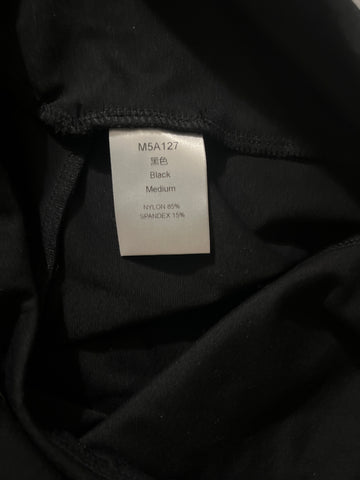 M5A127
黑色
Black
Medium
NYLON 85%
SPANDEX 15%